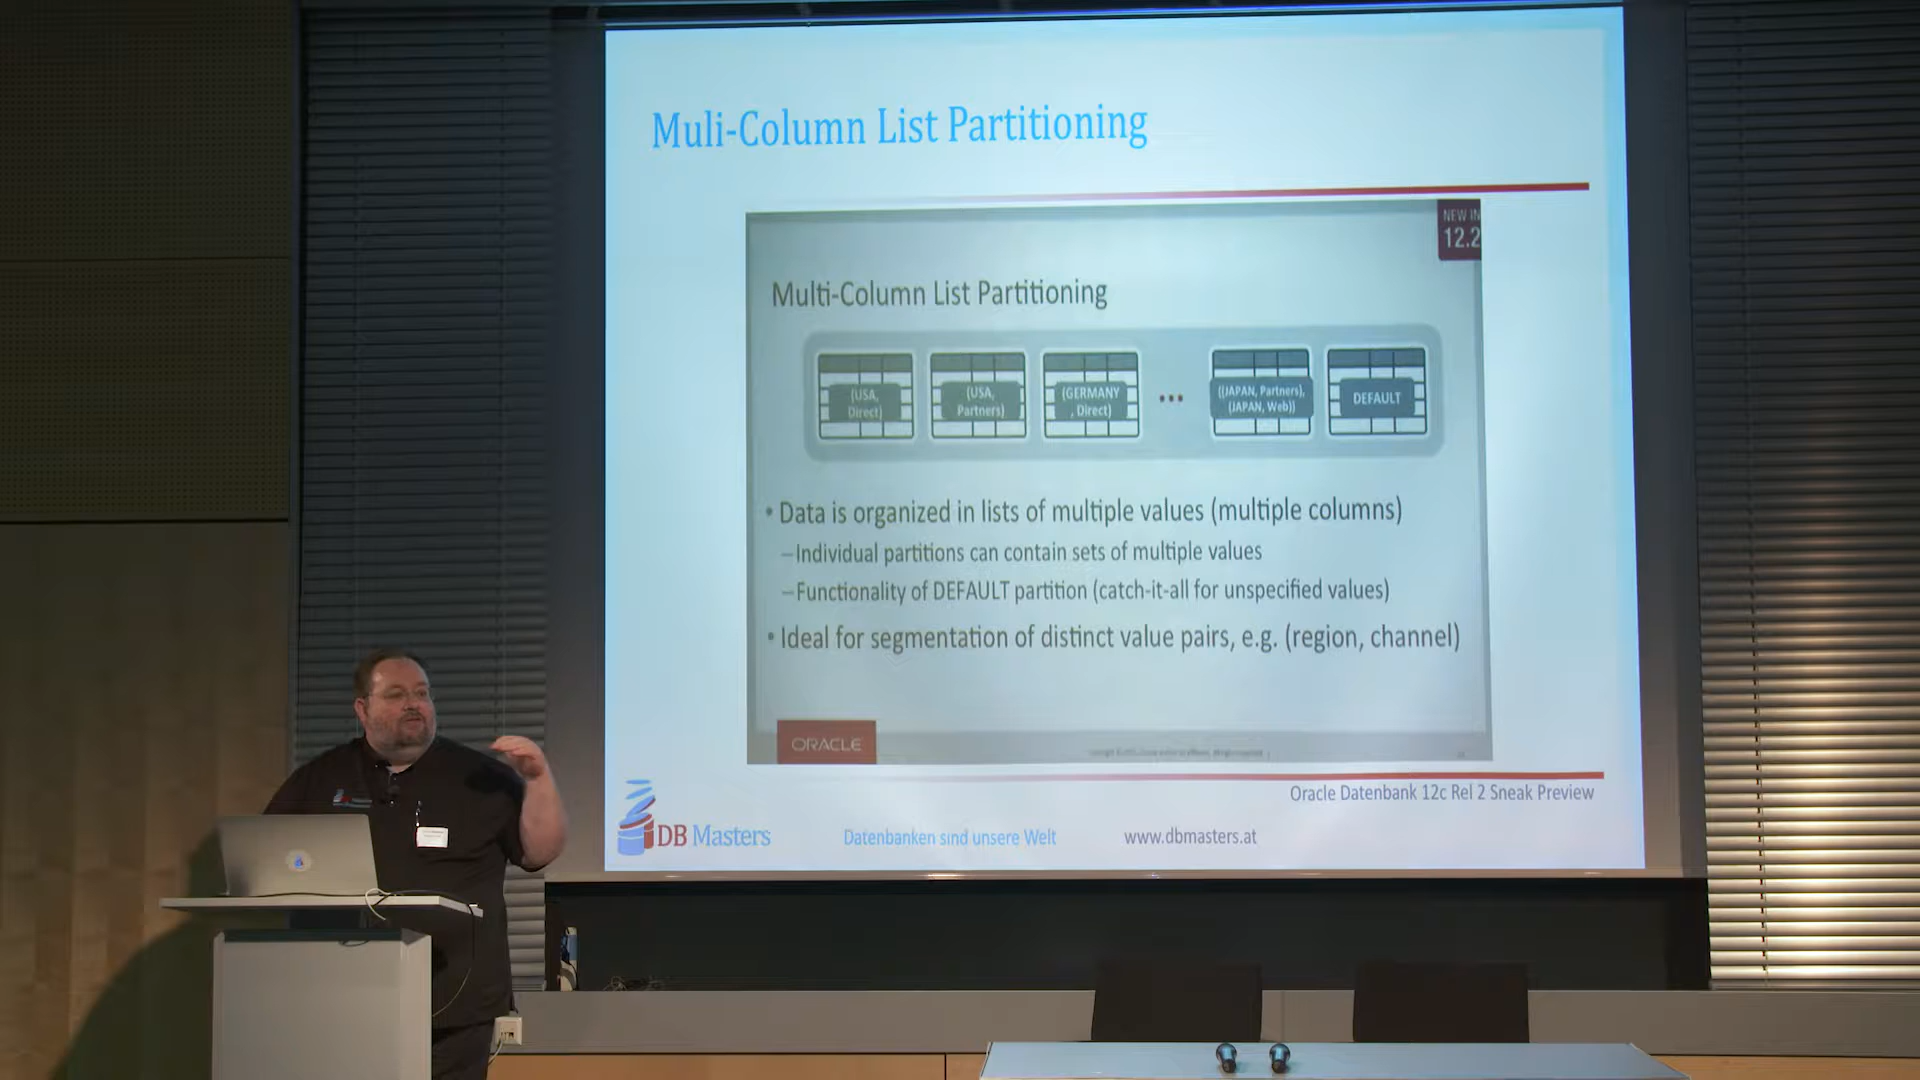 Muli-Column List Partitioning
NEW IN
12.2
Multi-Column List Partitioning
(USA,
Direct)
(USA,
Partners)
(GERMANY
, Direct)
...
((JAPAN, Partners),
(JAPAN, Web))
DEFAULT
• Data is organized in lists of multiple values (multiple columns)
–Individual partitions can contain sets of multiple values
–Functionality of DEFAULT partition (catch-it-all for unspecified values)
• Ideal for segmentation of distinct value pairs, e.g. (region, channel)
ORACLE
Oracle Datenbank 12c Rel 2 Sneak Preview
DB Masters
Datenbanken sind unsere Welt
www.dbmasters.at